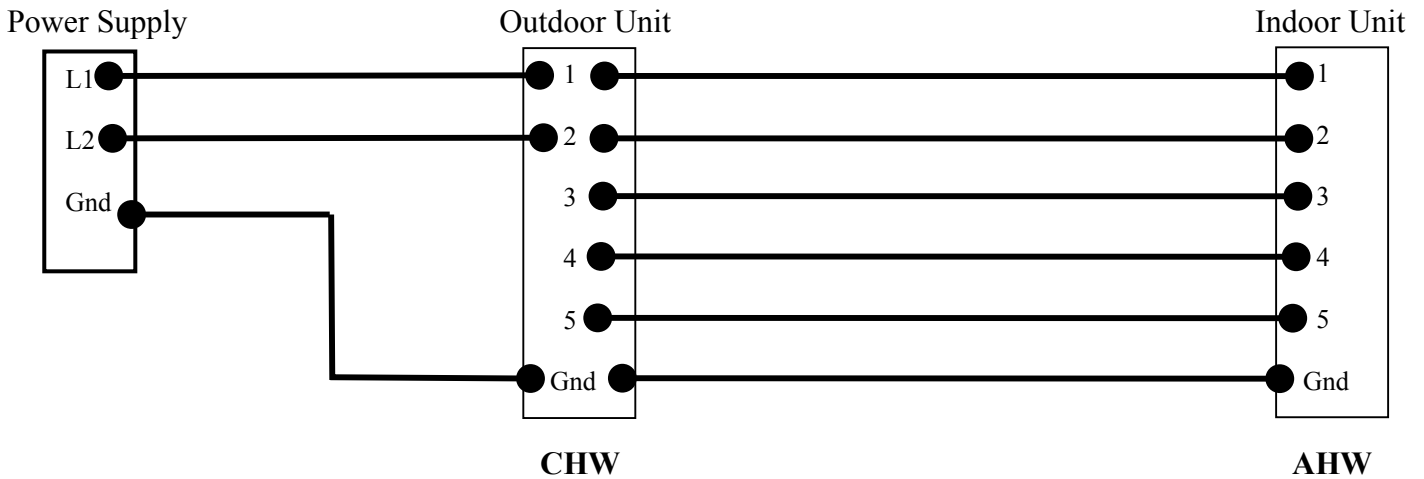 Power Supply Outdoor Unit Indoor Unit
L1 1 1
L2 2 2
Gnd 3 3
4 4
5 5
Gnd Gnd
CHW AHW